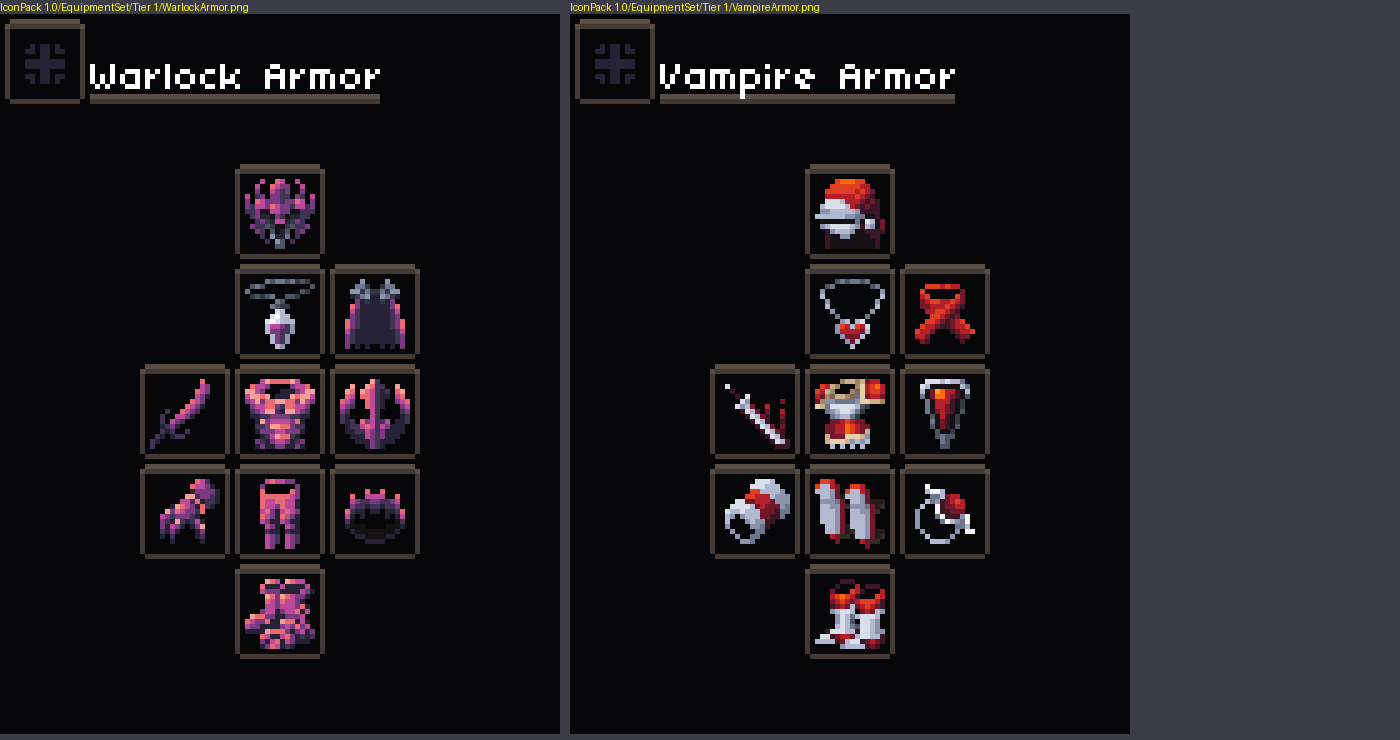 IconPack 1.0/EquipmentSet/Tier 1/WarlockArmor.png
IconPack 1.0/EquipmentSet/Tier 1/VampireArmor.png
Warlock Armor
Vampire Armor